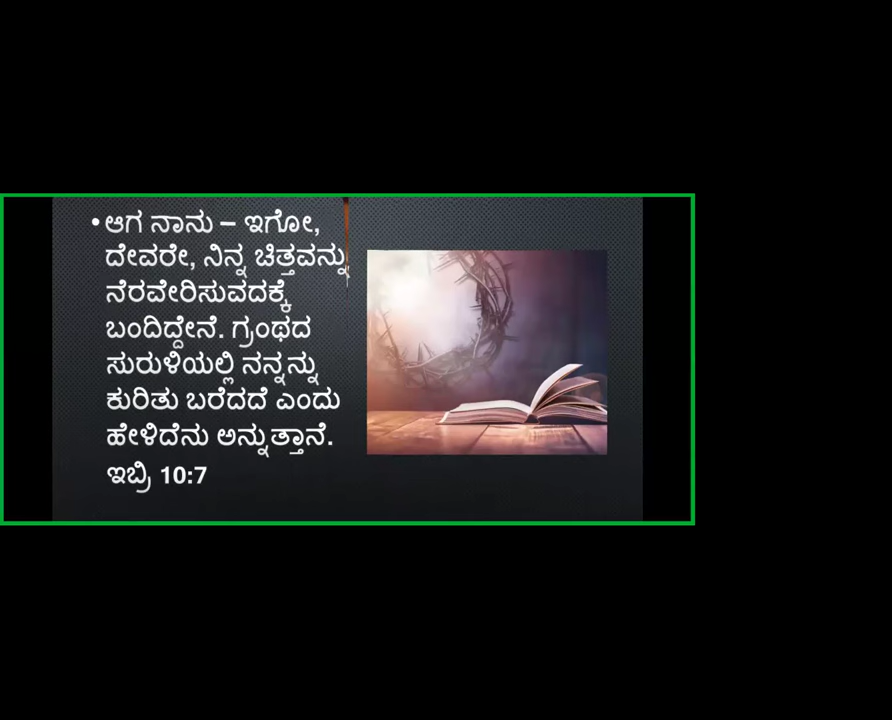 • ಆಗ ನಾನು – ಇಗೋ,
ದೇವರೇ, ನಿನ್ನ ಚಿತ್ತವನ್ನು
ನೆರವೇರಿಸುವದಕ್ಕೆ
ಬಂದಿದ್ದೇನೆ. ಗ್ರಂಥದ
ಸುರುಳಿಯಲ್ಲಿ ನನ್ನನ್ನು
ಕುರಿತು ಬರೆದದೆ ಎಂದು
ಹೇಳಿದೆನು ಅನ್ನುತ್ತಾನೆ.
ಇಬ್ರಿ 10:7